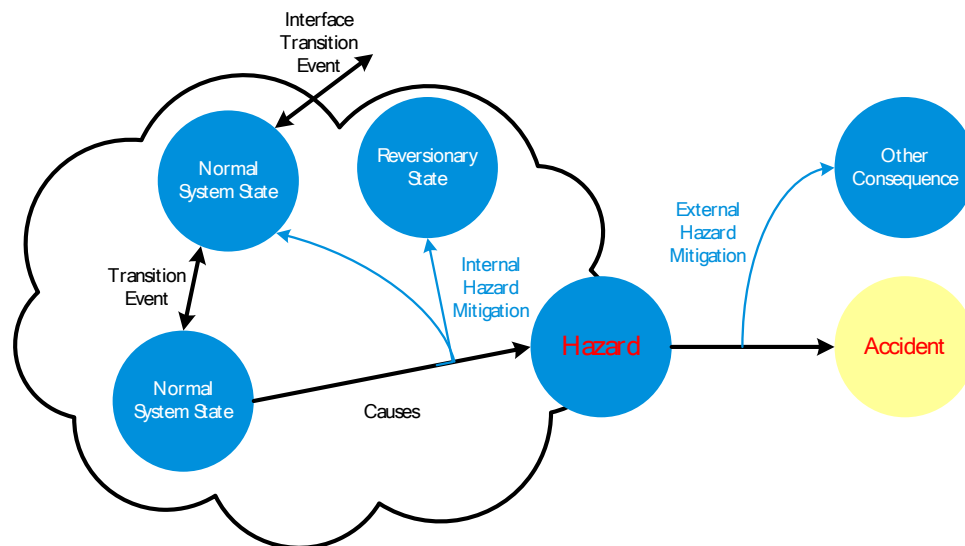 Interface
Transition
Event
Normal
System State
Reversionary
State
Other
Consequence
External
Hazard
Mitigation
Transition
Event
Internal
Hazard
Mitigation
Hazard
Accident
Normal
System State
Causes